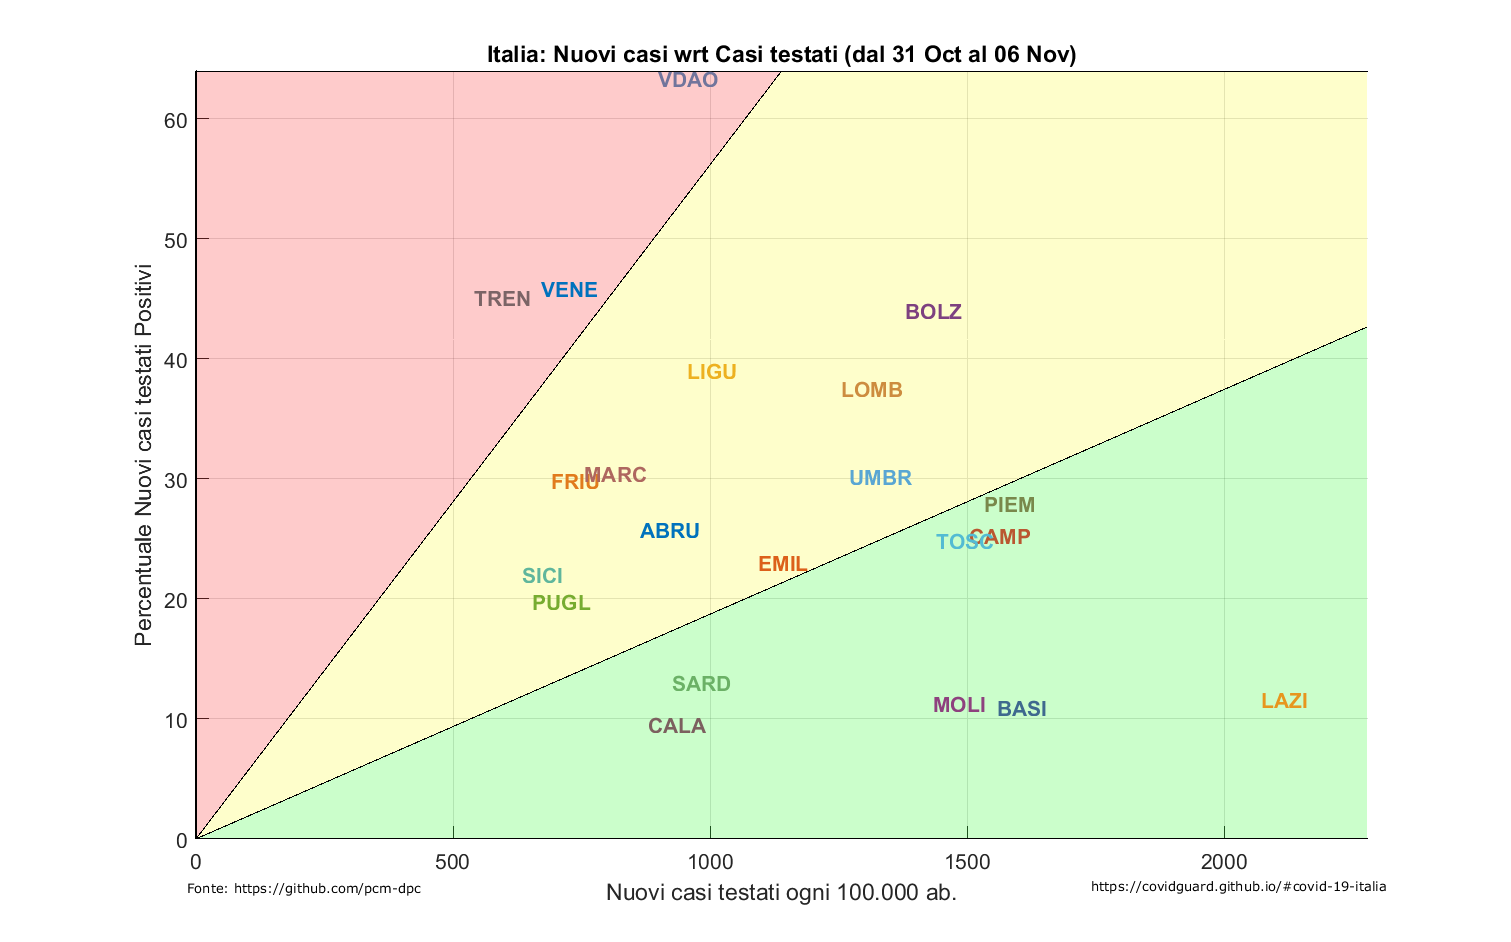 Italia: Nuovi casi wrt Casi testati (dal 31 Oct al 06 Nov)
VDAO
60
50
TREN VENE
BOLZ
Percentuale Nuovi casi testati Positivi
40
LIGU
LOMB
30
FRIU MARC
UMBR
PIEM
ABRU
TOSC CAMP
EMIL
SICI
20
PUGL
SARD
10
CALA
MOLI BASI
LAZI
0
0 500 1000 1500 2000
Fonte: https://github.com/pcm-dpc
Nuovi casi testati ogni 100.000 ab.
https://covidguard.github.io/#covid-19-italia